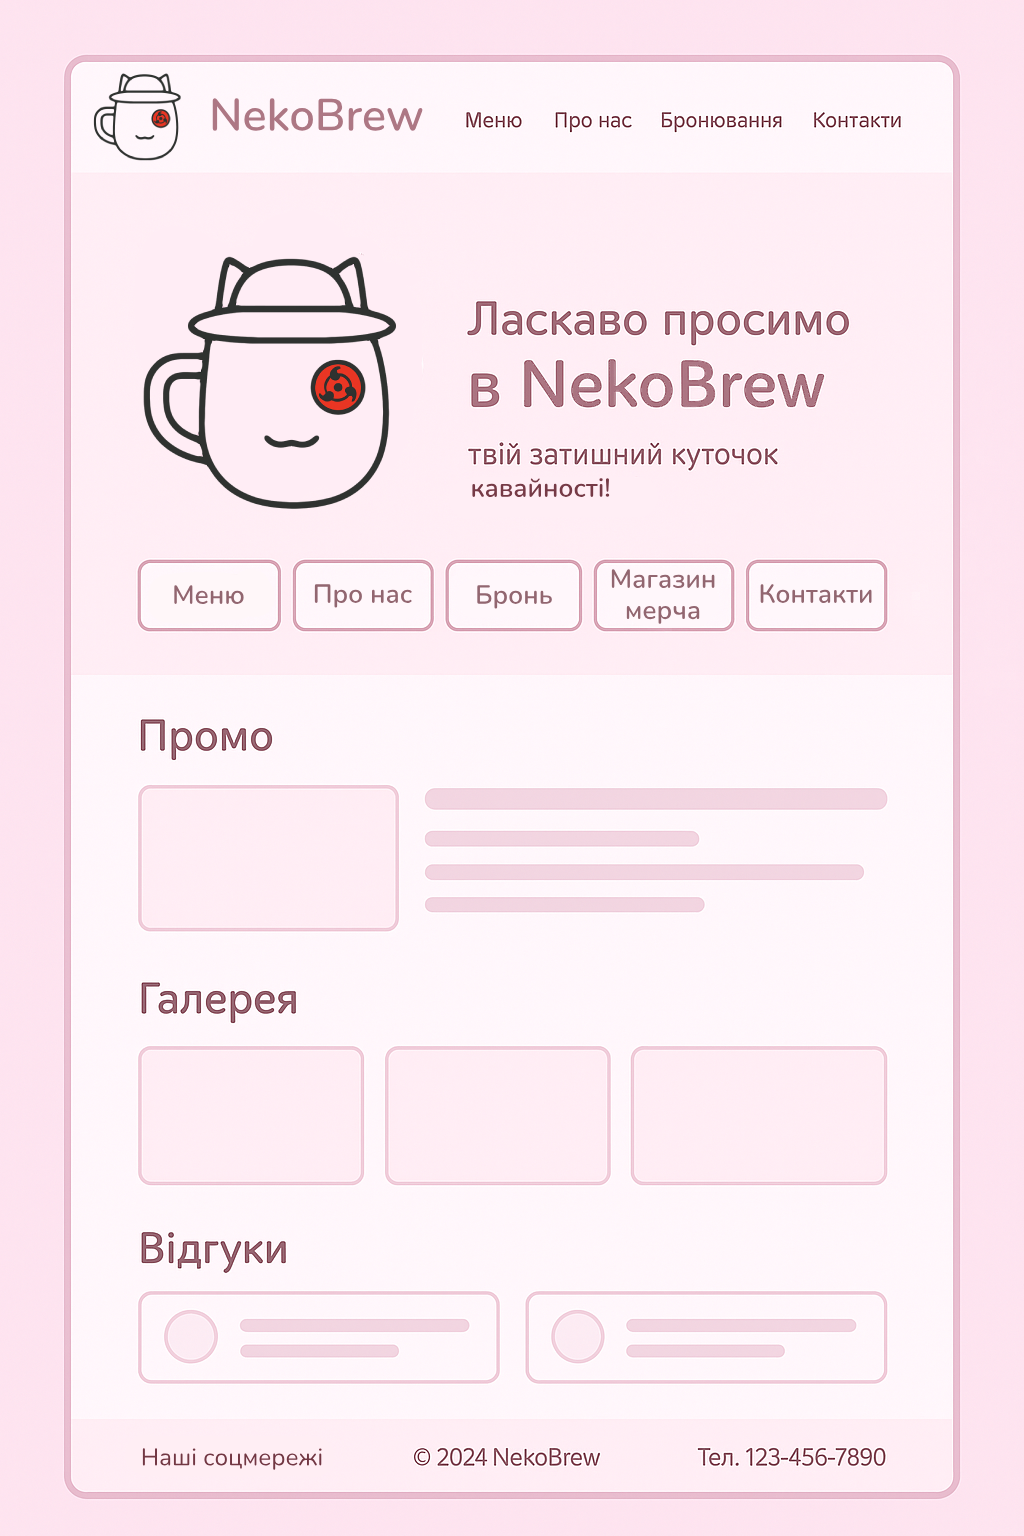 NekoBrew
Меню Про нас Бронювання Контакти
Ласкаво просимо
в NekoBrew
твій затишний куточок
кавайності!
Меню
Про нас
Бронь
Магазин
мерча
Контакти
Промо
Галерея
Відгуки
Наші соцмережі
© 2024 NekoBrew
Тел. 123-456-7890